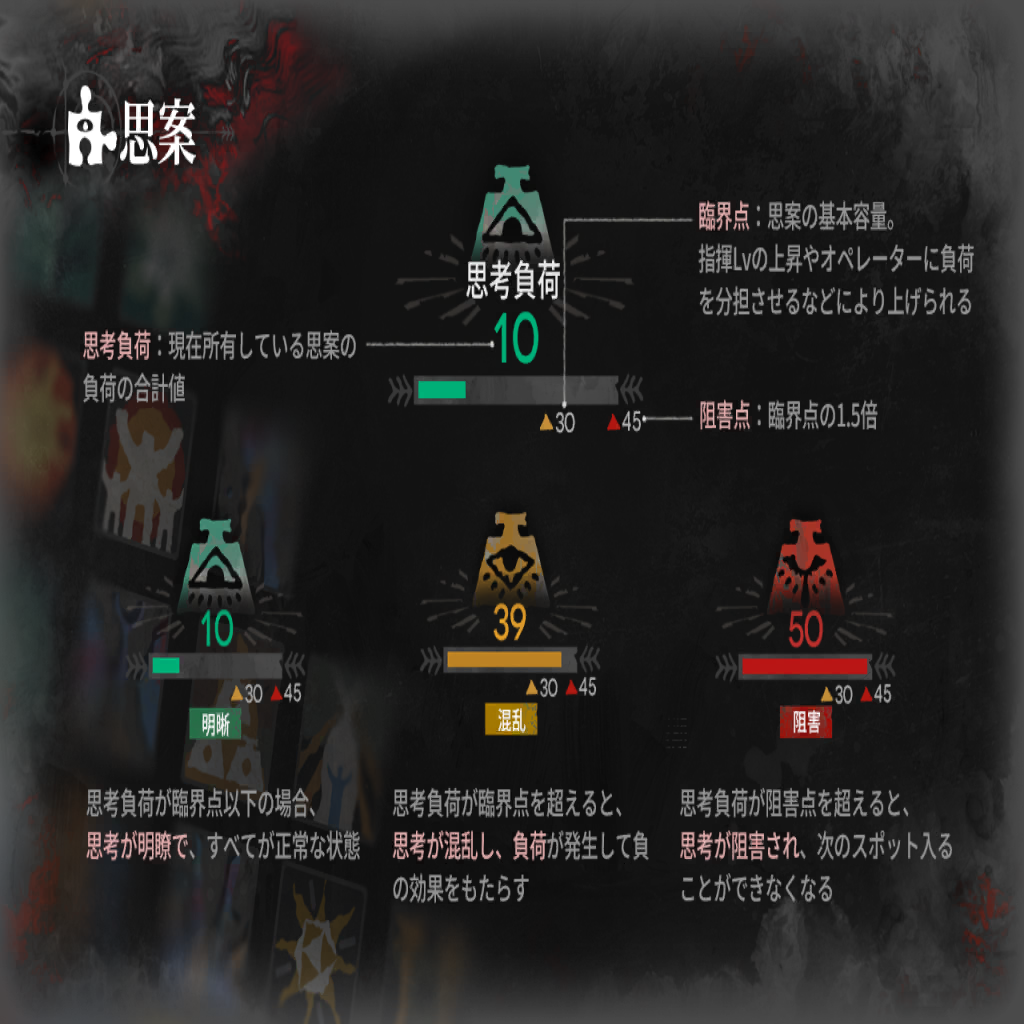 思案
臨界点：思案の基本容量。
指揮Lvの上昇やオペレーターに負荷
を分担させるなどにより上げられる
思考負荷
10
思考負荷：現在所有している思案の
負荷の合計値
30
45
阻害点：臨界点の1.5倍
10
30 45
明晰
39
30 45
混乱
50
30 45
阻害
思考負荷が臨界点以下の場合、
思考が明瞭で、すべてが正常な状態
思考負荷が臨界点を超えると、
思考が混乱し、負荷が発生して負
の効果をもたらす
思考負荷が阻害点を超えると、
思考が阻害され、次のスポット入る
ことができなくなる